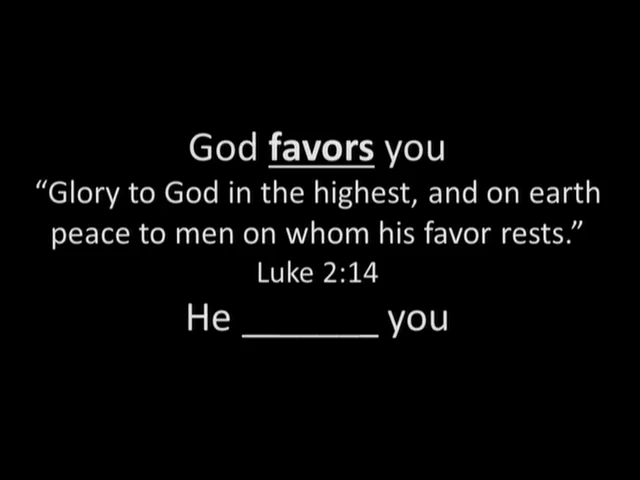 God favors you
“Glory to God in the highest, and on earth
peace to men on whom his favor rests.”
Luke 2:14
He _______ you